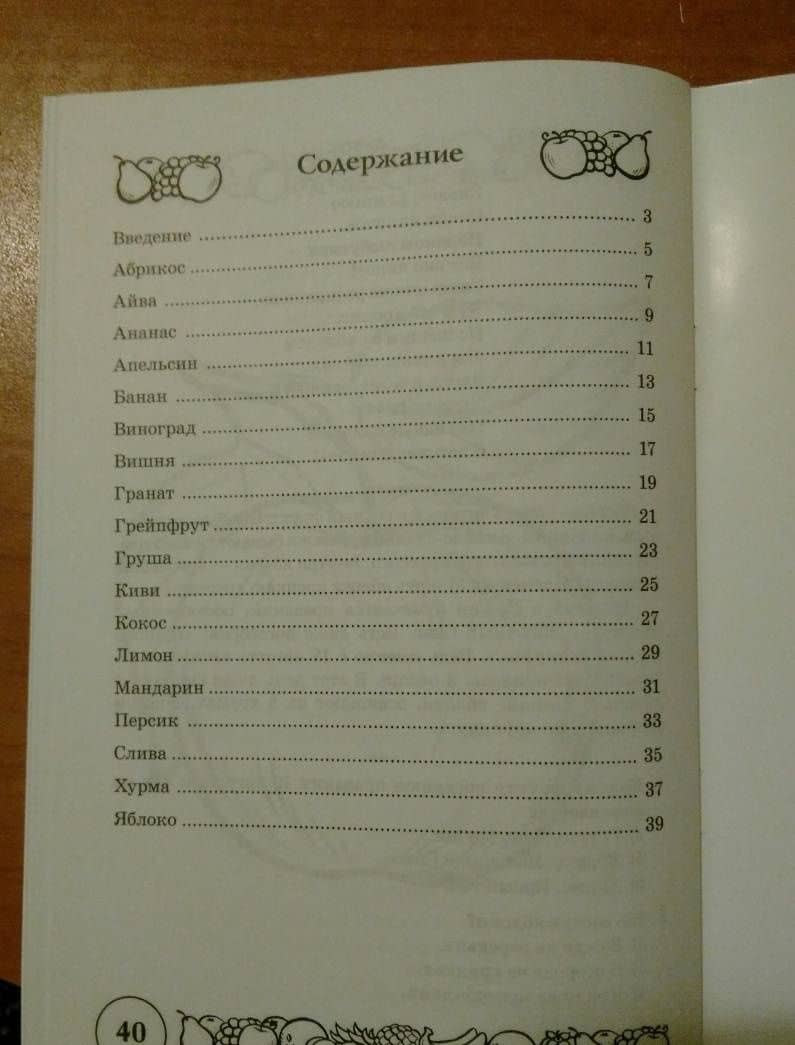 Содержание
Введение ........................................ 3
Абрикос ........................................ 5
Айва ........................................ 7
Ананас ........................................ 9
Апельсин ........................................ 11
Банан ........................................ 13
Виноград ........................................ 15
Вишня ........................................ 17
Гранат ........................................ 19
Грейпфрут ........................................ 21
Груша ........................................ 23
Киви ........................................ 25
Кокос ........................................ 27
Лимон ........................................ 29
Мандарин ........................................ 31
Персик ........................................ 33
Слива ........................................ 35
Хурма ........................................ 37
Яблоко ........................................ 39
40